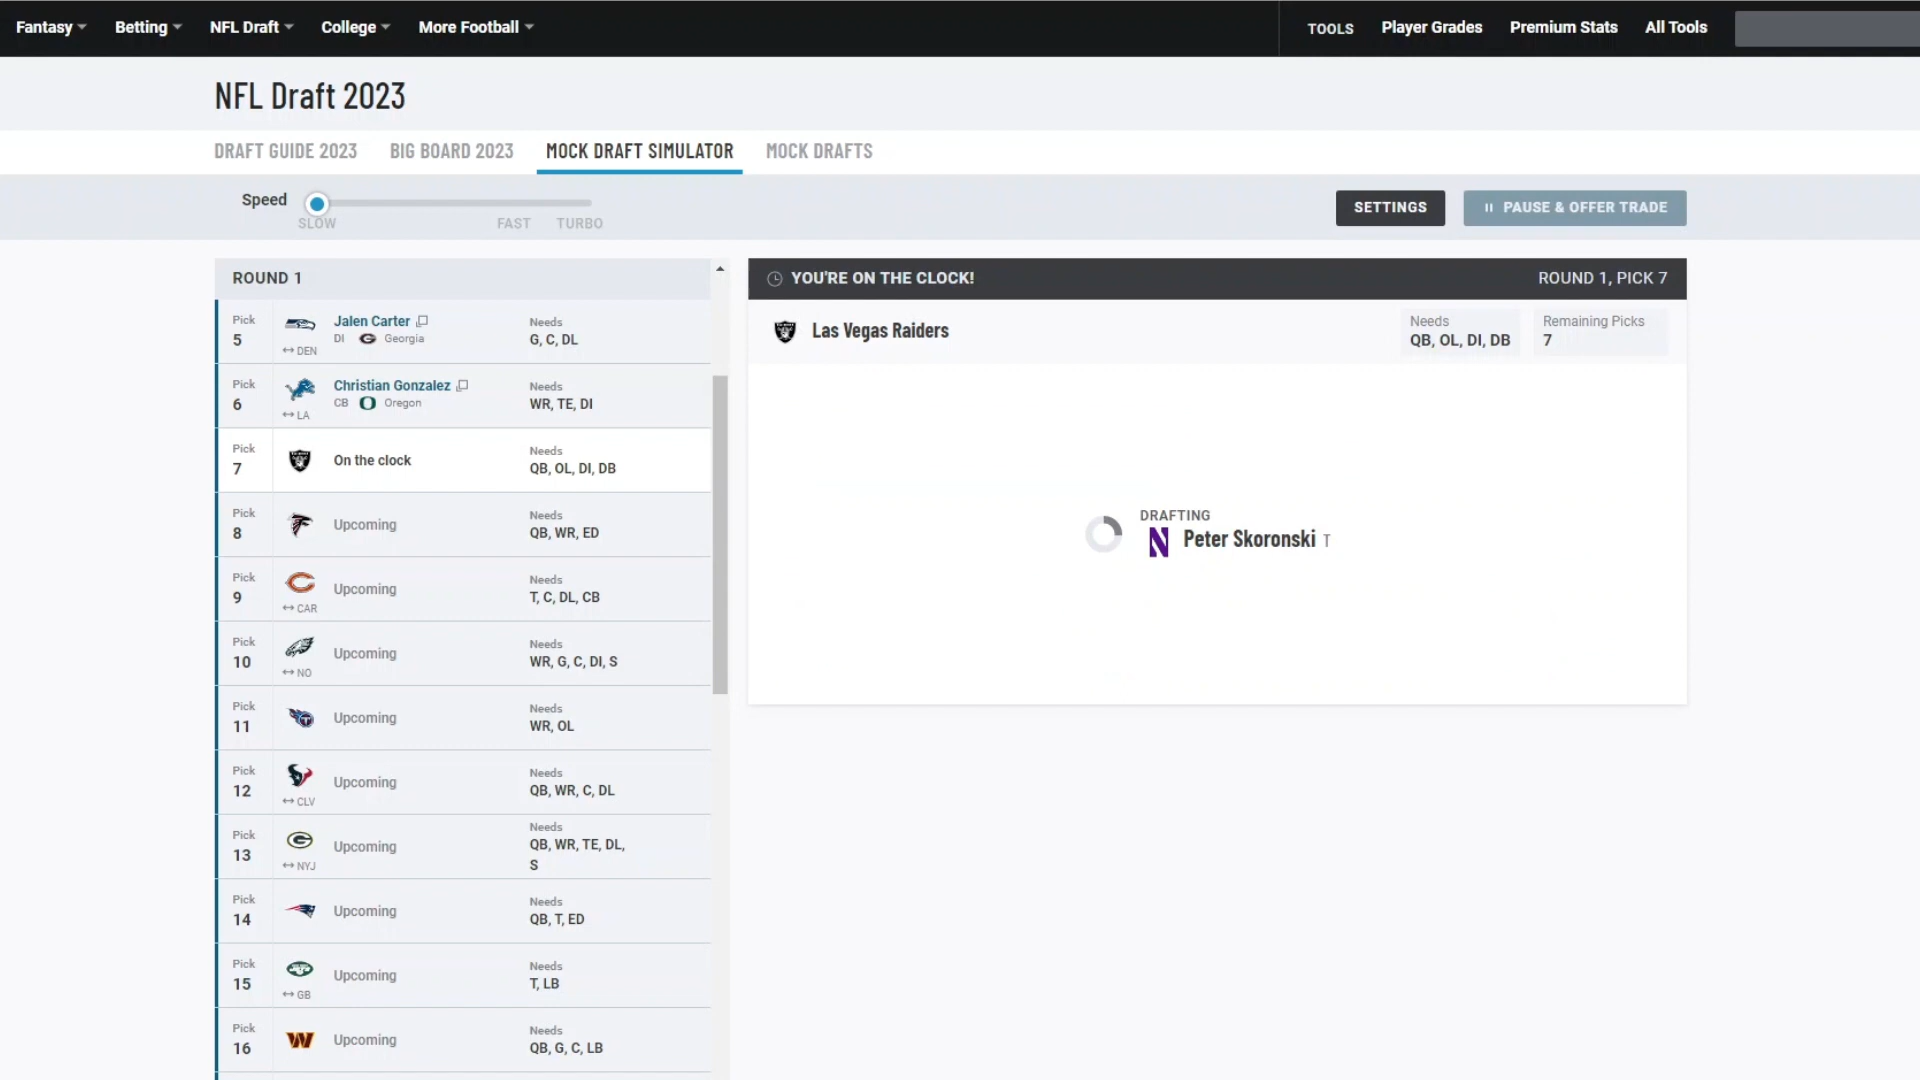 Fantasy Betting NFL Draft College More Football TOOLS Player Grades Premium Stats All Tools
NFL Draft 2023
DRAFT GUIDE 2023 BIG BOARD 2023 MOCK DRAFT SIMULATOR MOCK DRAFTS
Speed
SLOW FAST TURBO
SETTINGS
PAUSE & OFFER TRADE
ROUND 1
Pick
5
DEN
Jalen Carter
DI Georgia
Needs
G, C, DL
Pick
6
LA
Christian Gonzalez
CB Oregon
Needs
WR, TE, DI
Pick
7
On the clock
Needs
QB, OL, DI, DB
Pick
8
Upcoming
Needs
QB, WR, ED
Pick
9
CAR
Upcoming
Needs
T, C, DL, CB
Pick
10
NO
Upcoming
Needs
WR, G, C, DI, S
Pick
11
Upcoming
Needs
WR, OL
Pick
12
CLV
Upcoming
Needs
QB, WR, C, DL
Pick
13
NYJ
Upcoming
Needs
QB, WR, TE, DL,
S
Pick
14
Upcoming
Needs
QB, T, ED
Pick
15
GB
Upcoming
Needs
T, LB
Pick
16
Upcoming
Needs
QB, G, C, LB
YOU'RE ON THE CLOCK! ROUND 1, PICK 7
Las Vegas Raiders
Needs
QB, OL, DI, DB
Remaining Picks
7
DRAFTING
Peter Skoronski T